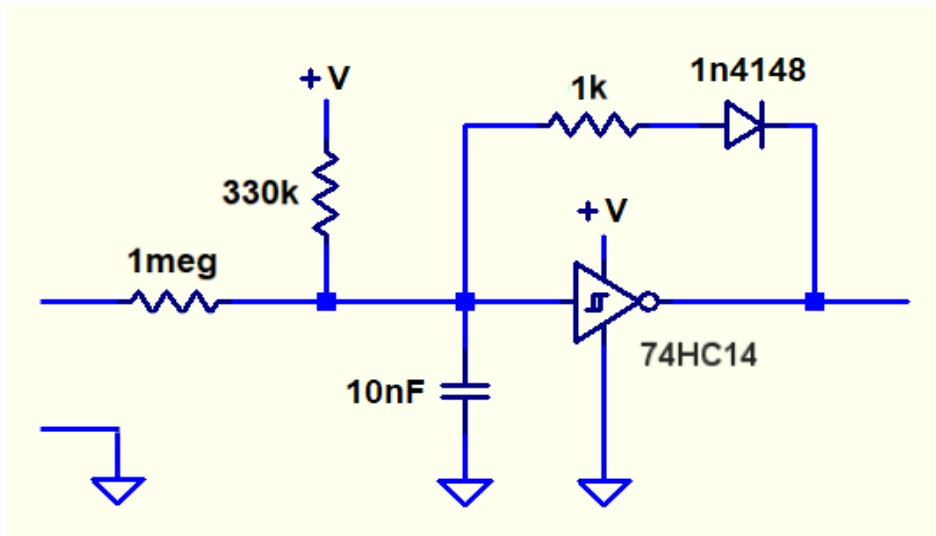 1n4148
1k
+ V
330k
+ V
1meg
74HC14
10nF